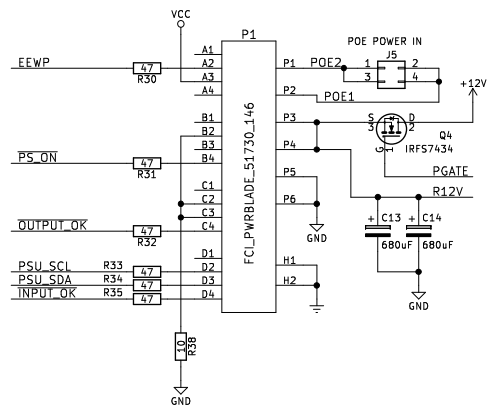 VCC
P1
POE POWER IN
J5
A1
EEWP
47
R30
A2
A3
A4
P1
POE2
1
2
3
4
P2
POE1
+12V
B1
B2
B3
PS_ON
47
R31
B4
P3
S
3
D
2
G
1
Q4
IRFS7434
P4
PGATE
R12V
FCI_PWRBLADE_51730_146
C1
C2
C3
OUTPUT_OK
47
R32
C4
P5
P6
GND
+
C13
680uF
+
C14
680uF
GND
D1
PSU_SCL
R33
47
D2
PSU_SDA
R34
47
D3
INPUT_OK
R35
47
D4
H1
H2
10
R38
GND